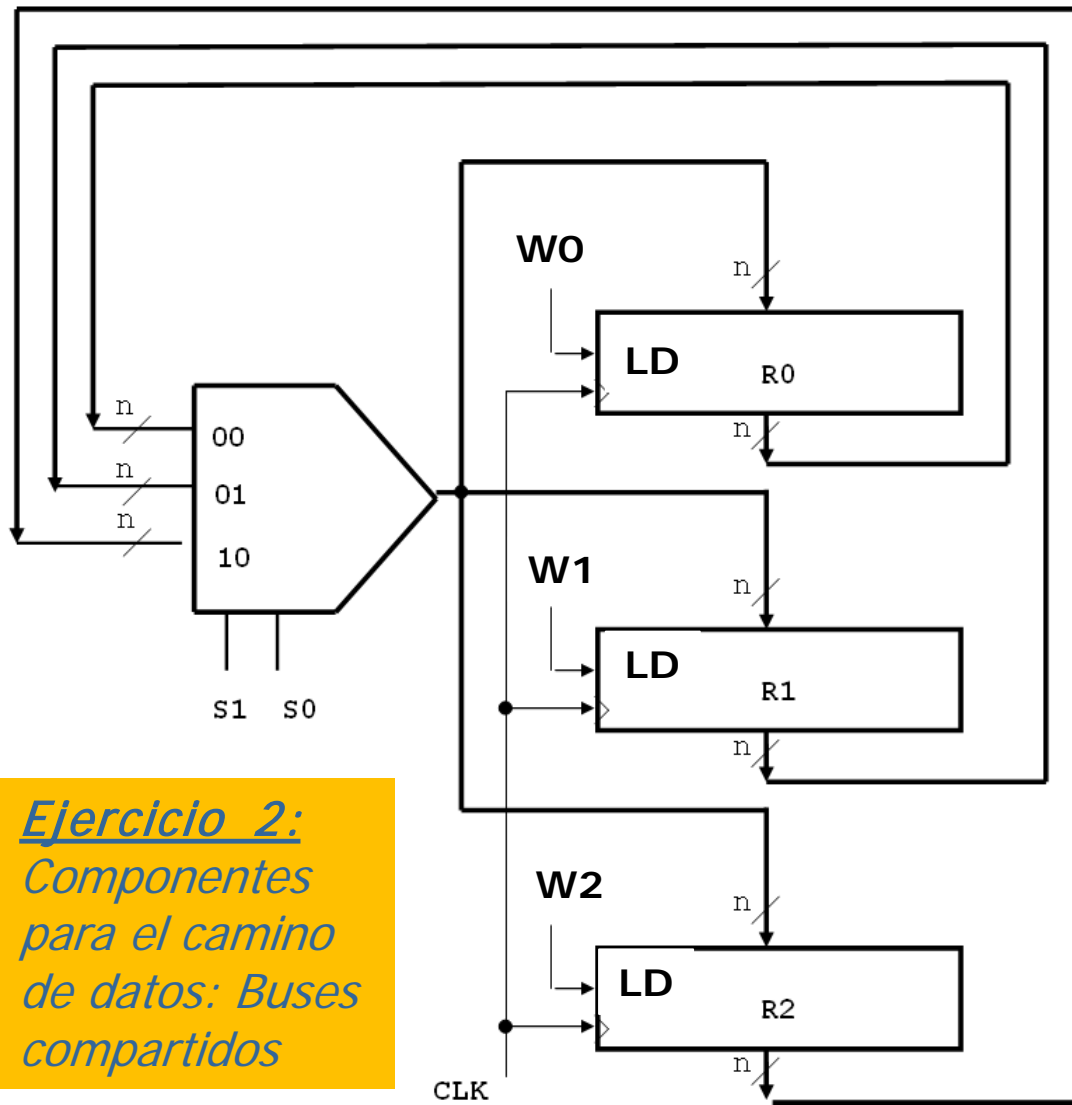 W0
n
LD
R0
n
n
00
n
01
n
10
S1 S0
W1
n
LD
R1
n
W2
n
LD
R2
n
CLK
Ejercicio 2:
Componentes
para el camino
de datos: Buses
compartidos